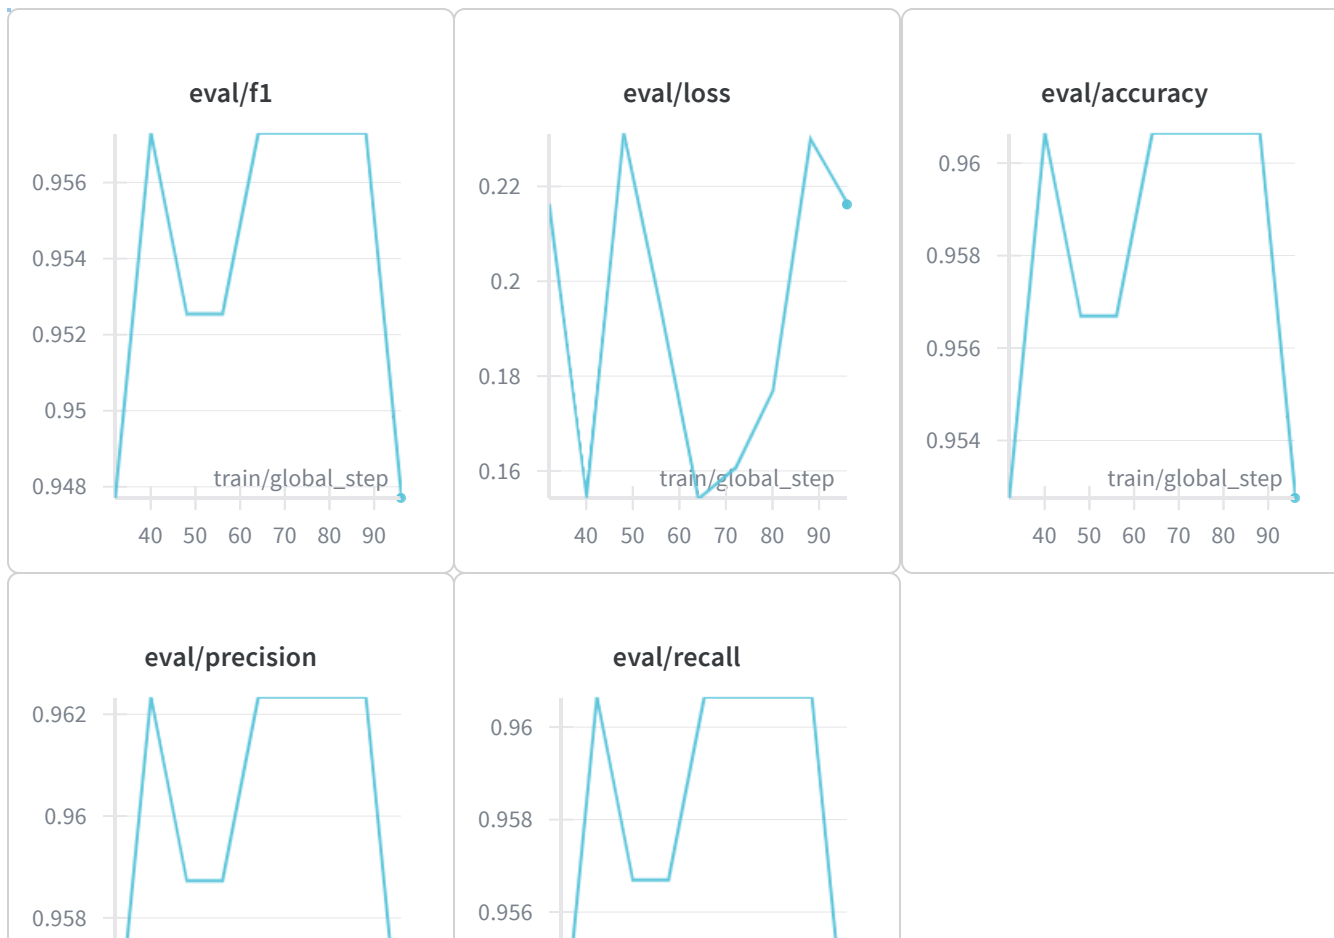 eval/f1
0.956
0.954
0.952
0.95
0.948
train/global_step
40 50 60 70 80 90
eval/loss
0.22
0.2
0.18
0.16
train/global_step
40 50 60 70 80 90
eval/accuracy
0.96
0.958
0.956
0.954
train/global_step
40 50 60 70 80 90
eval/precision
0.962
0.96
0.958
eval/recall
0.96
0.958
0.956